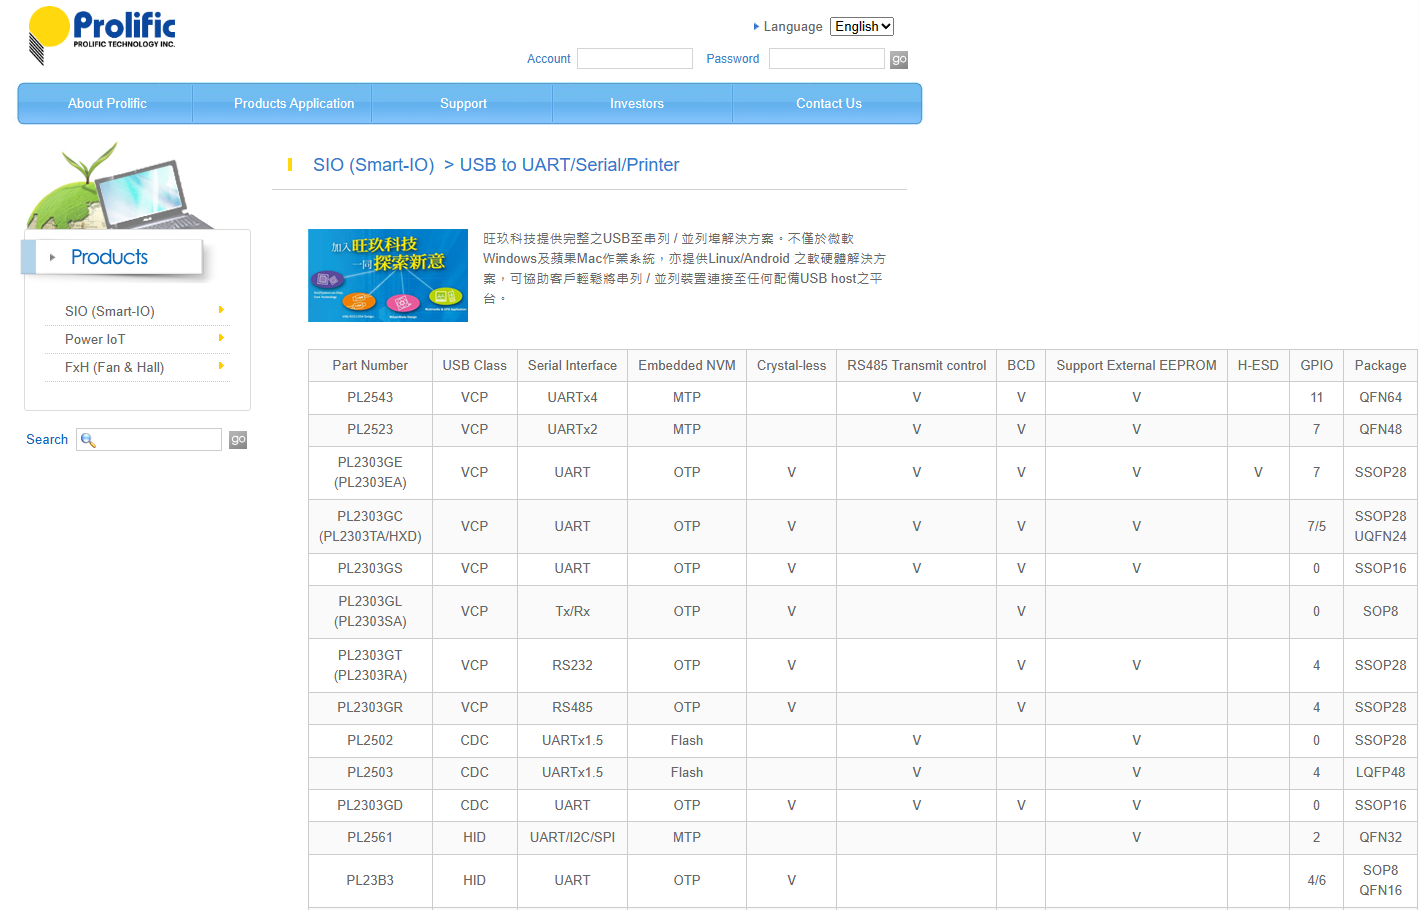 Prolific
PROLIFIC TECHNOLOGY INC.
Language English
Account Password go
About Prolific Products Application Support Investors Contact Us
SIO (Smart-IO) > USB to UART/Serial/Printer
Products
SIO (Smart-IO)
Power IoT
FxH (Fan & Hall)
Search go
加入旺玖科技
一同探索新意
旺玖科技提供完整之USB至串列 / 並列埠解決方案。不僅於微軟
Windows及蘋果Mac作業系統，亦提供Linux/Android 之軟硬體解決方
案，可協助客戶輕鬆將串列 / 並列裝置連接至任何配備USB host之平
台。
Part Number USB Class Serial Interface Embedded NVM Crystal-less RS485 Transmit control BCD Support External EEPROM H-ESD GPIO Package
PL2543 VCP UARTx4 MTP V V V 11 QFN64
PL2523 VCP UARTx2 MTP V V V 7 QFN48
PL2303GE
(PL2303EA) VCP UART OTP V V V V V 7 SSOP28
PL2303GC
(PL2303TA/HXD) VCP UART OTP V V V V 7/5 SSOP28
UQFN24
PL2303GS VCP UART OTP V V V V 0 SSOP16
PL2303GL
(PL2303SA) VCP Tx/Rx OTP V V 0 SOP8
PL2303GT
(PL2303RA) VCP RS232 OTP V V V 4 SSOP28
PL2303GR VCP RS485 OTP V V 4 SSOP28
PL2502 CDC UARTx1.5 Flash V V 0 SSOP28
PL2503 CDC UARTx1.5 Flash V V 4 LQFP48
PL2303GD CDC UART OTP V V V V 0 SSOP16
PL2561 HID UART/I2C/SPI MTP V 2 QFN32
PL23B3 HID UART OTP V 4/6 SOP8
QFN16